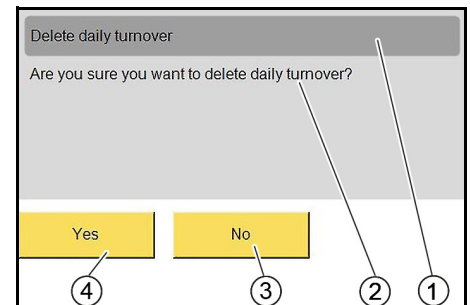 Delete daily turnover
Are you sure you want to delete daily turnover?
Yes No
4 3 2 1